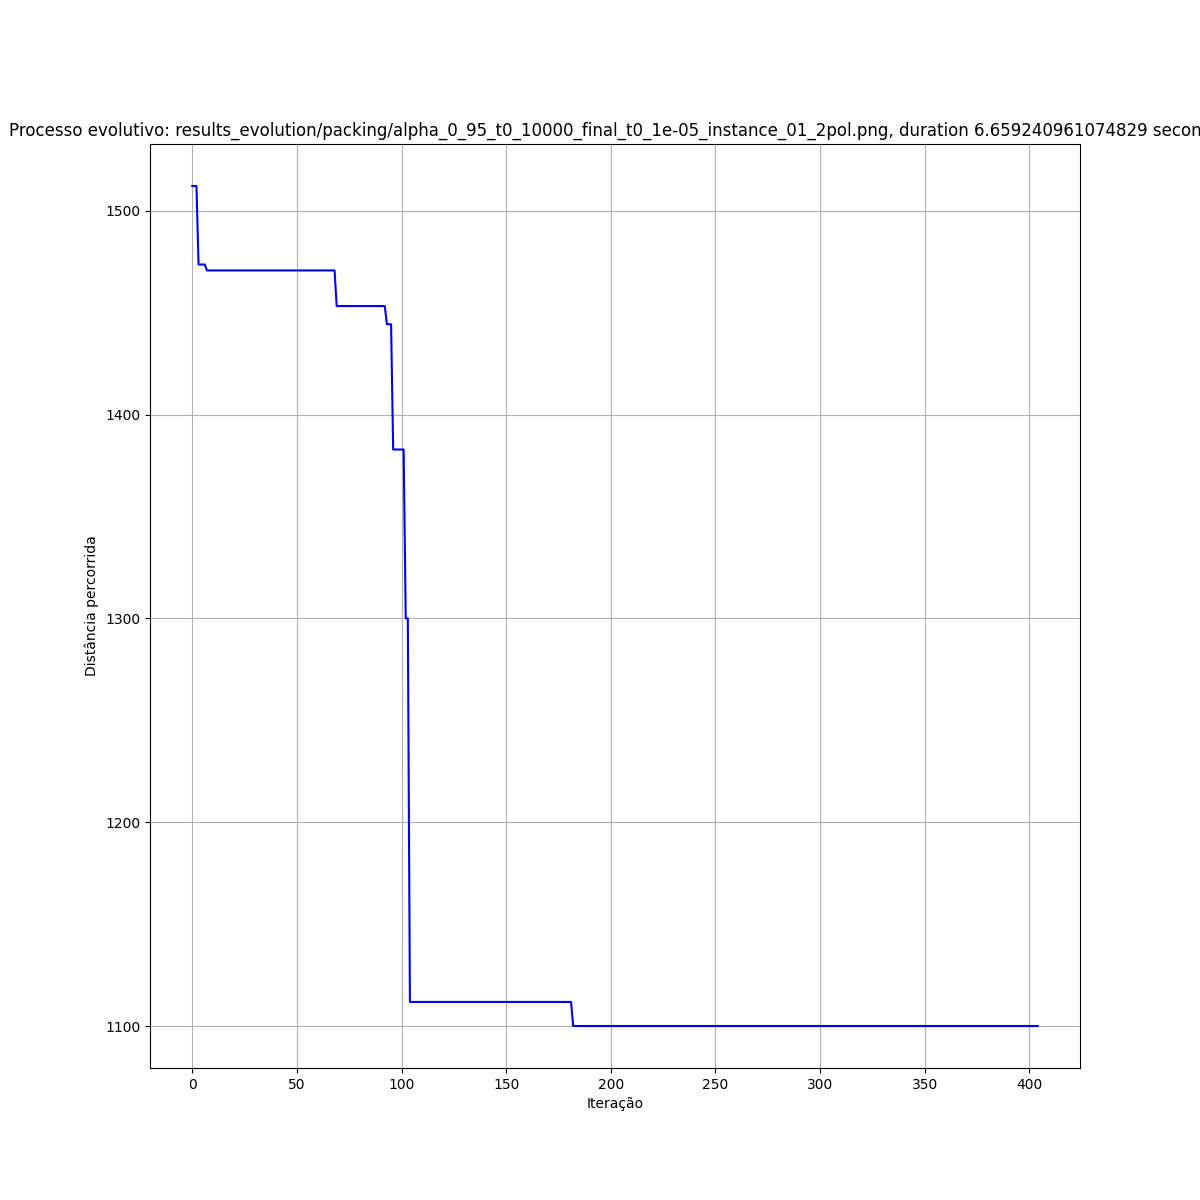 Processo evolutivo: results_evolution/packing/alpha_0_95_t0_10000_final_t0_1e-05_instance_01_2pol.png, duration 6.659240961074829 secon
1500
1400
1300
1200
1100
Distância percorrida
0 50 100 150 200 250 300 350 400
Iteração